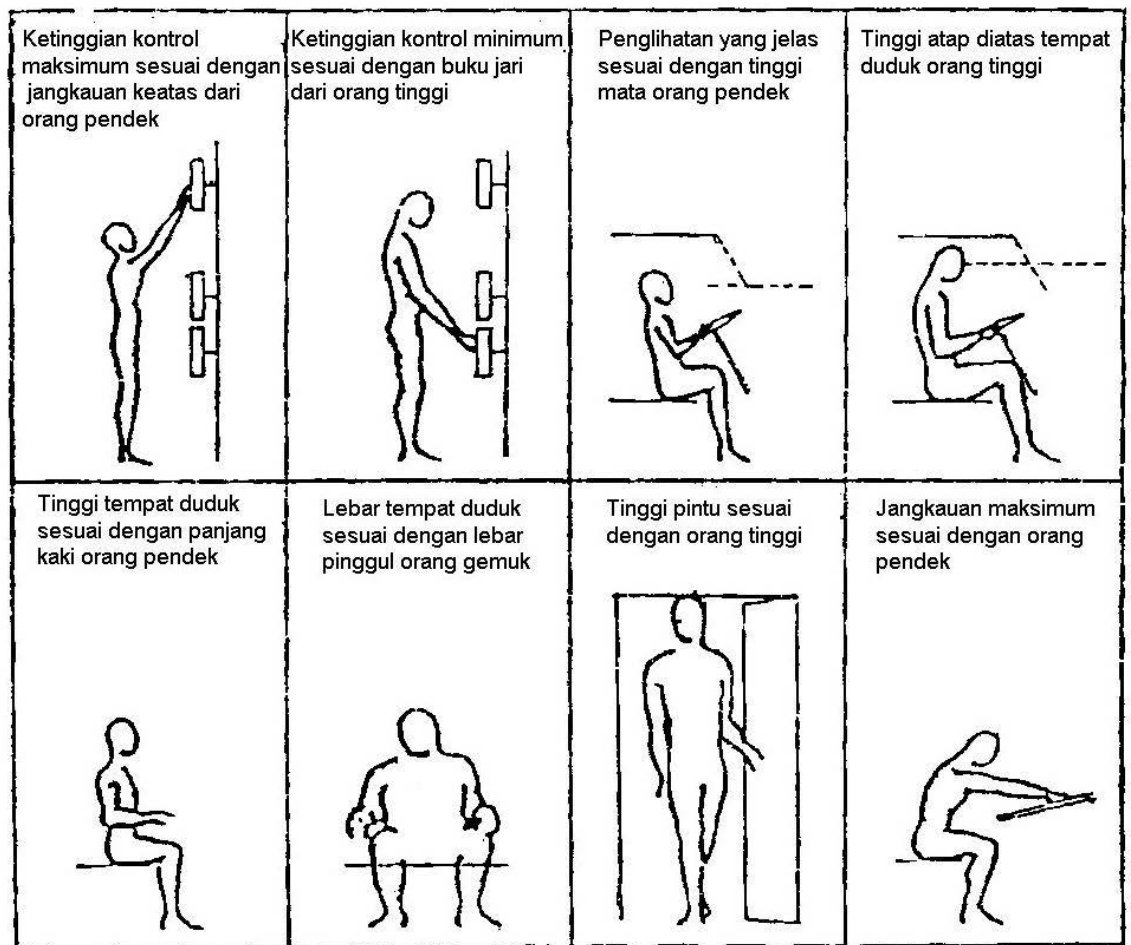 Ketinggian kontrol
maksimum sesuai dengan
jangkauan keatas dari
orang pendek
Ketinggian kontrol minimum
sesuai dengan buku jari
dari orang tinggi
Penglihatan yang jelas
sesuai dengan tinggi
mata orang pendek
Tinggi atap diatas tempat
duduk orang tinggi
Tinggi tempat duduk
sesuai dengan panjang
kaki orang pendek
Lebar tempat duduk
sesuai dengan lebar
pinggul orang gemuk
Tinggi pintu sesuai
dengan orang tinggi
Jangkauan maksimum
sesuai dengan orang
pendek